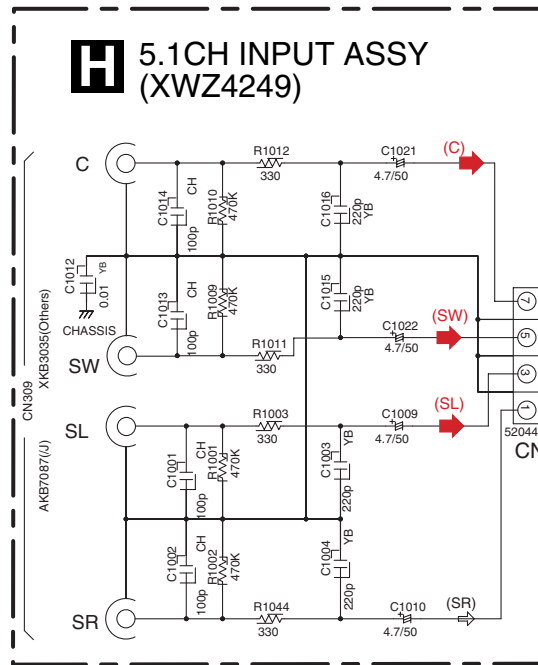 H 5.1CH INPUT ASSY
(XWZ4249)
C
R1012
330
C1021
4.7/50
(C)
C1014
CH
100p
R1010
470K
C1016
220p
YB
C1012
YB
0.01
CHASSIS
C1013
CH
100p
R1009
470K
C1015
220p
YB
7
SW
R1011
330
C1022
4.7/50
(SW)
5
CN309
XKB3035(Others)
AKB7087(/J)
SL
R1003
330
C1009
4.7/50
(SL)
3
1
52044
CN
C1001
CH
100p
R1001
470K
C1003
YB
220p
C1002
CH
100p
R1002
470K
C1004
YB
220p
SR
R1044
330
C1010
4.7/50
(SR)